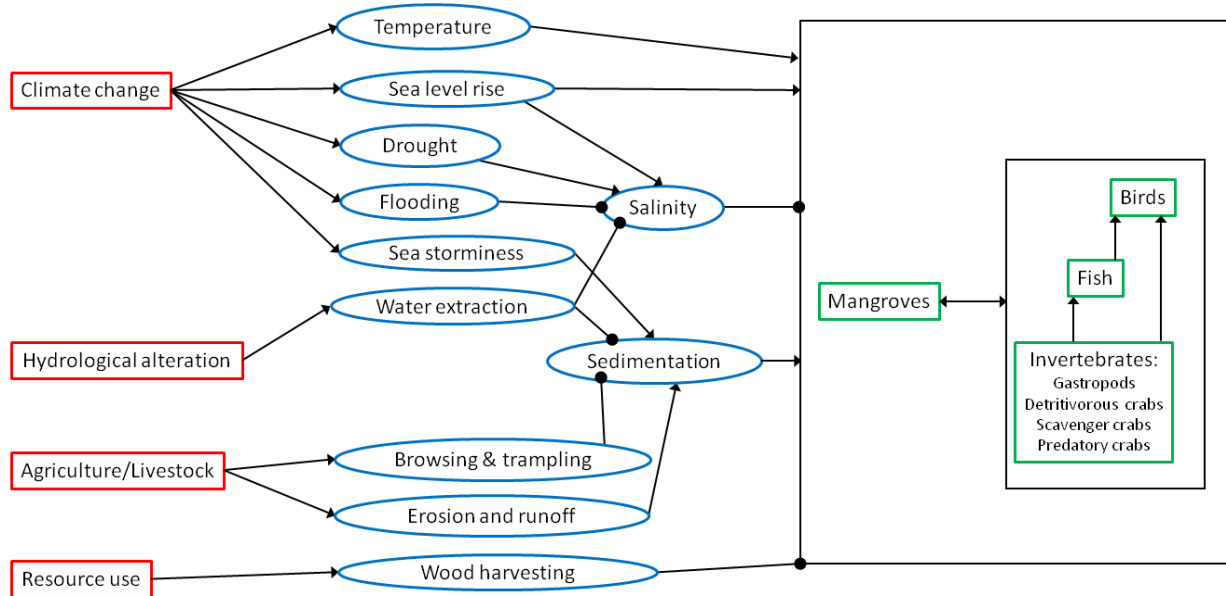 Temperature
Climate change
Sea level rise
Drought
Flooding
Salinity
Birds
Sea storminess
Fish
Mangroves
Water extraction
Hydrological alteration
Sedimentation
Invertebrates:
Gastropods
Detritivorous crabs
Scavenger crabs
Predatory crabs
Agriculture/Livestock
Browsing & trampling
Erosion and runoff
Resource use
Wood harvesting